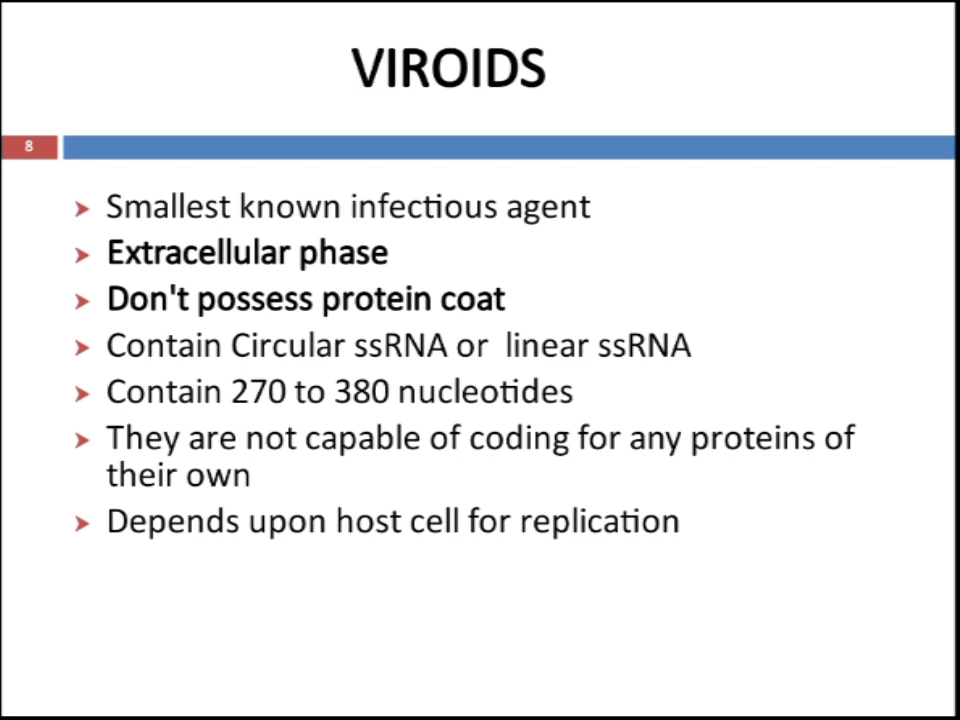 VIROIDS
8
Smallest known infectious agent
Extracellular phase
Don't possess protein coat
Contain Circular ssRNA or linear ssRNA
Contain 270 to 380 nucleotides
They are not capable of coding for any proteins of
their own
Depends upon host cell for replication